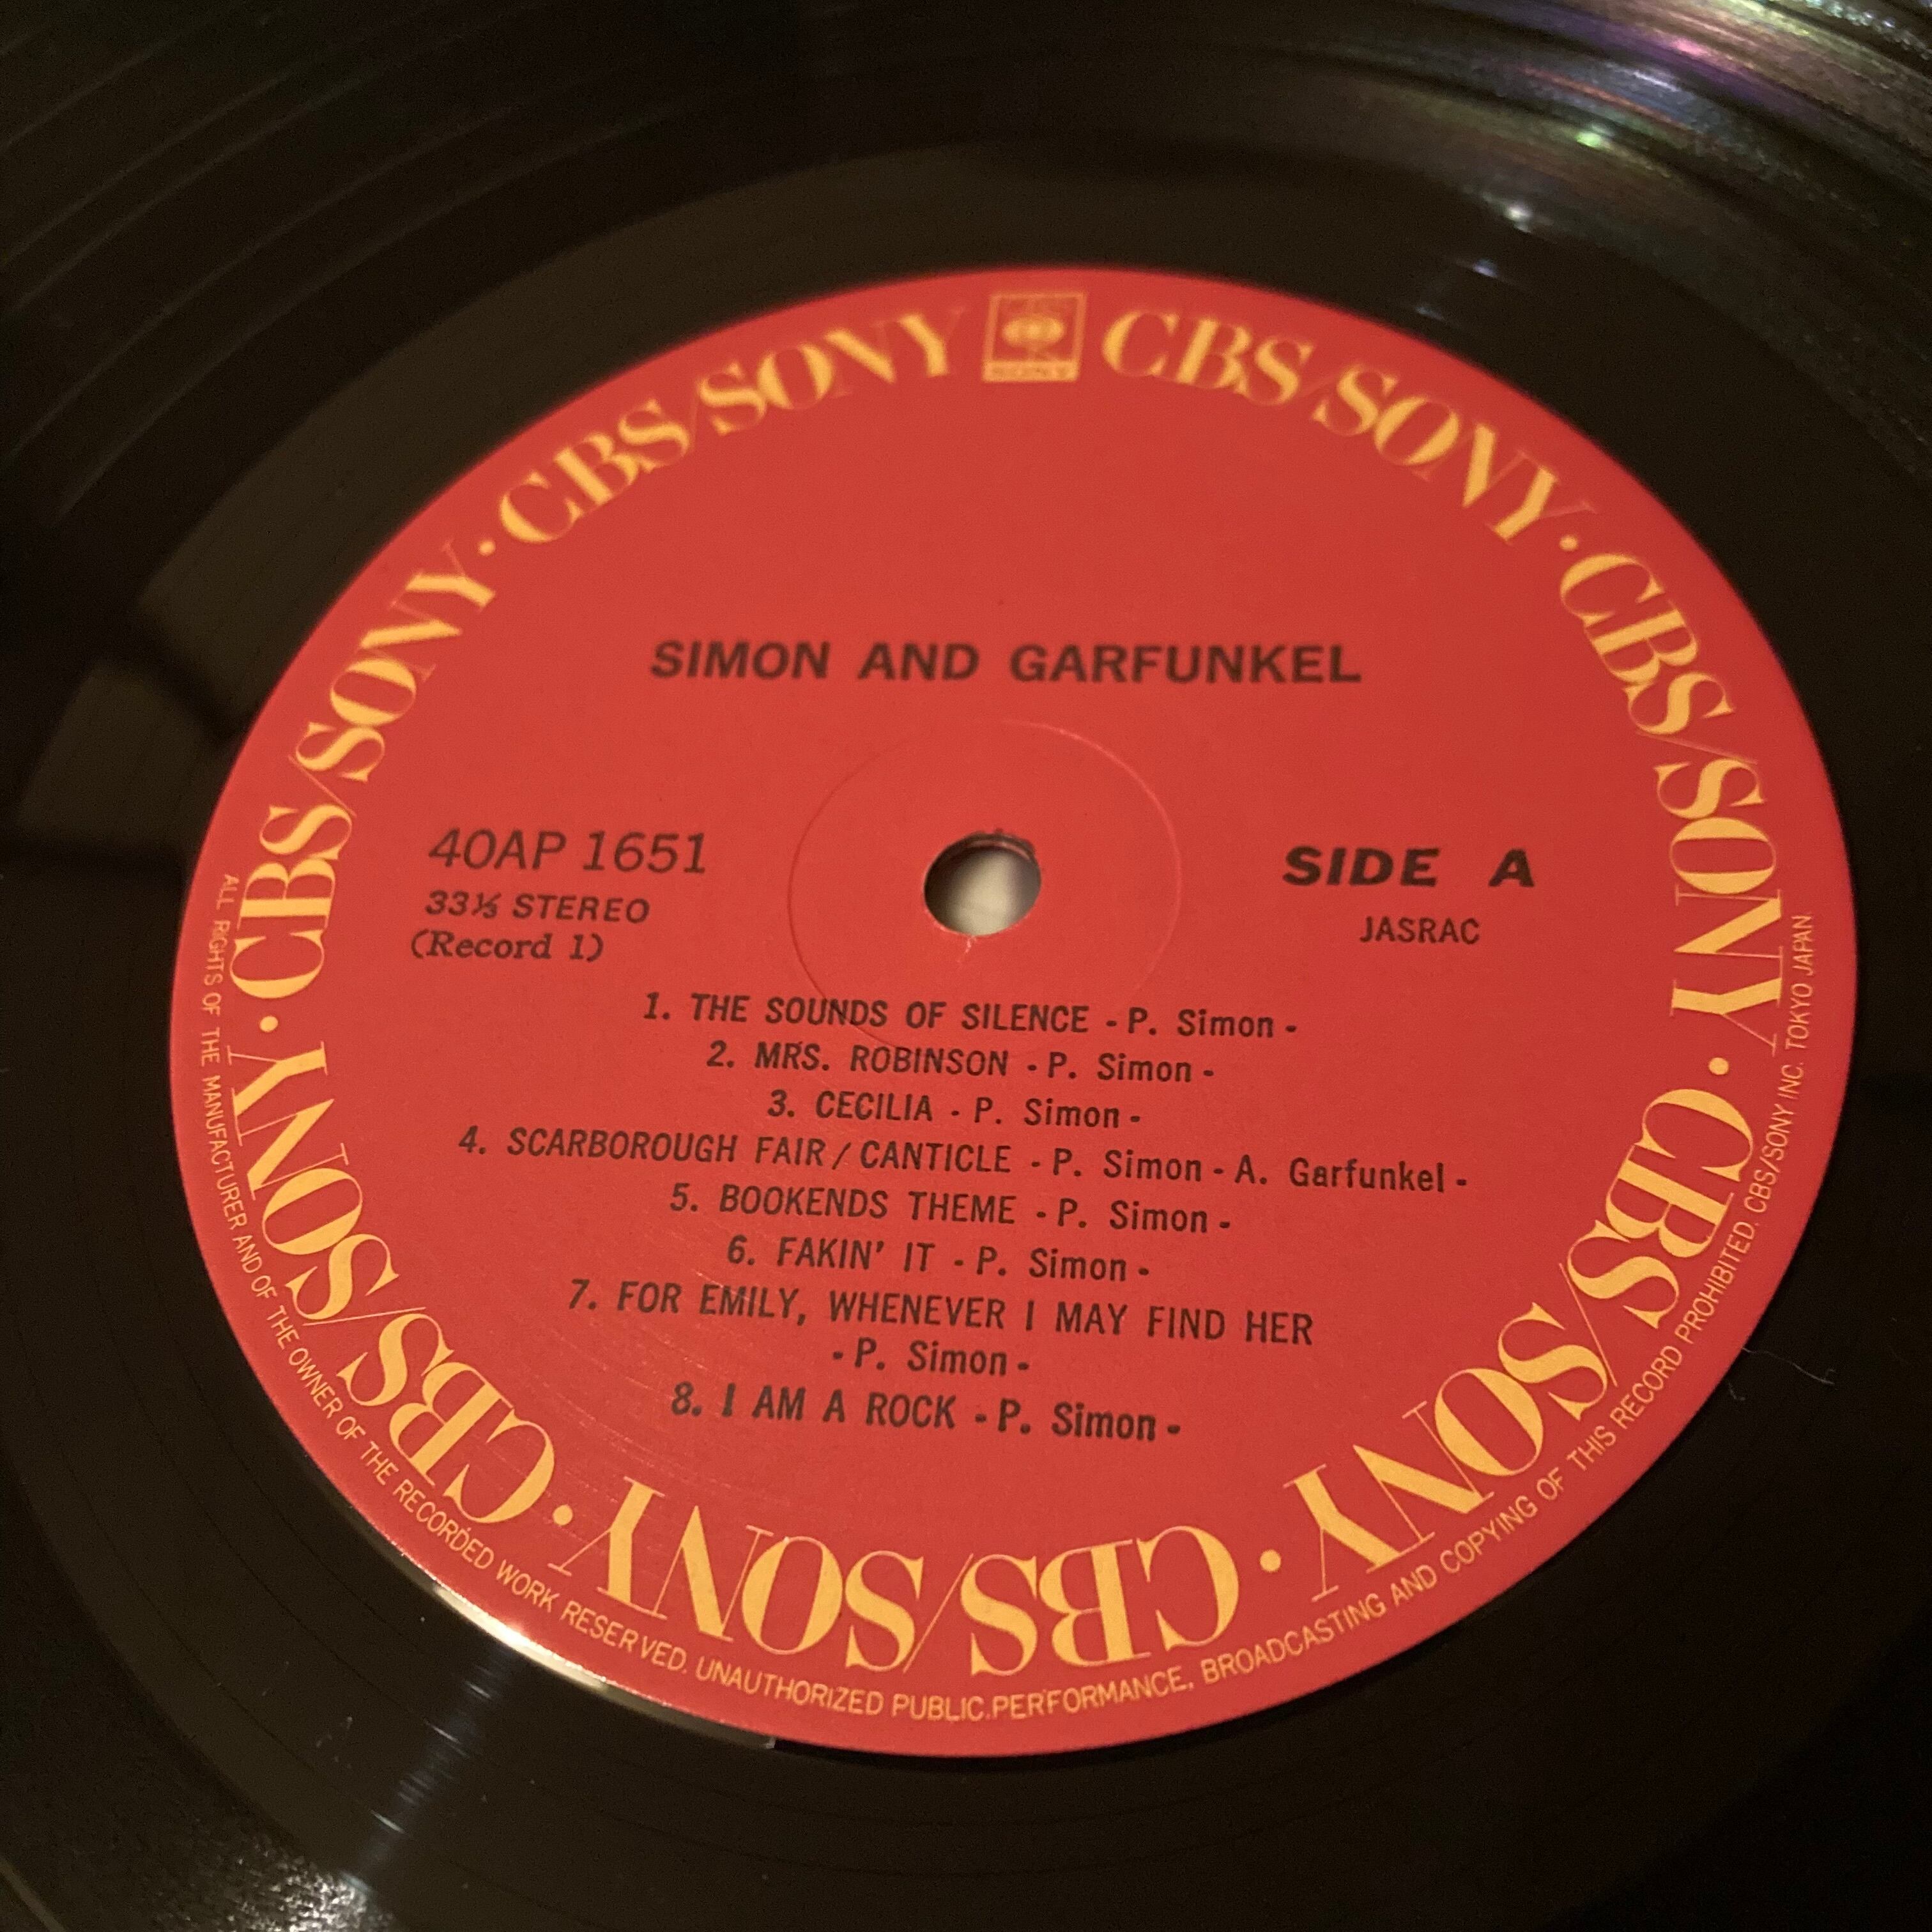 CBS/SONY · CBS/SONY · CBS/SONY · CBS/SONY · CBS/SONY · CBS/SONY · CBS/SONY · CBS/SONY
SONY
SIMON AND GARFUNKEL
40AP 1651
33⅓ STEREO
(Record 1)
SIDE A
JASRAC
1. THE SOUNDS OF SILENCE - P. Simon -
2. MRS. ROBINSON - P. Simon -
3. CECILIA - P. Simon -
4. SCARBOROUGH FAIR / CANTICLE - P. Simon - A. Garfunkel -
5. BOOKENDS THEME - P. Simon -
6. FAKIN' IT - P. Simon -
7. FOR EMILY, WHENEVER I MAY FIND HER
- P. Simon -
8. I AM A ROCK - P. Simon -
ALL RIGHTS OF THE MANUFACTURER AND OF THE OWNER OF THE RECORDED WORK RESERVED. UNAUTHORIZED PUBLIC PERFORMANCE, BROADCASTING AND COPYING OF THIS RECORD PROHIBITED. CBS/SONY INC. TOKYO JAPAN